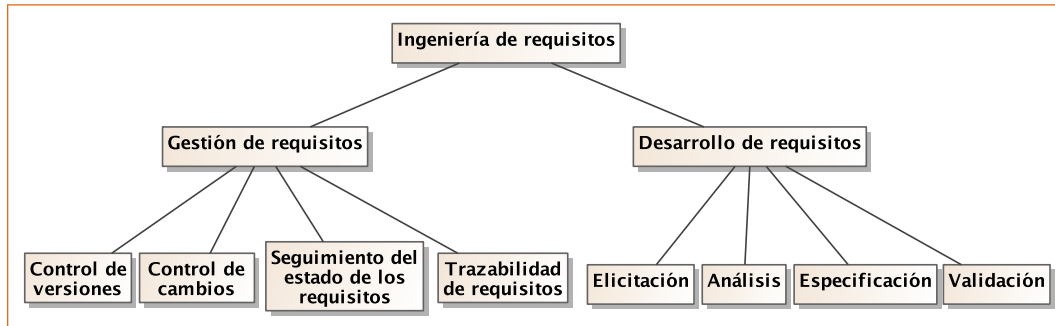 Ingeniería de requisitos
Gestión de requisitos
Desarrollo de requisitos
Control de
versiones
Control de
cambios
Seguimiento del
estado de los
requisitos
Trazabilidad
de requisitos
Elicitación
Análisis
Especificación
Validación